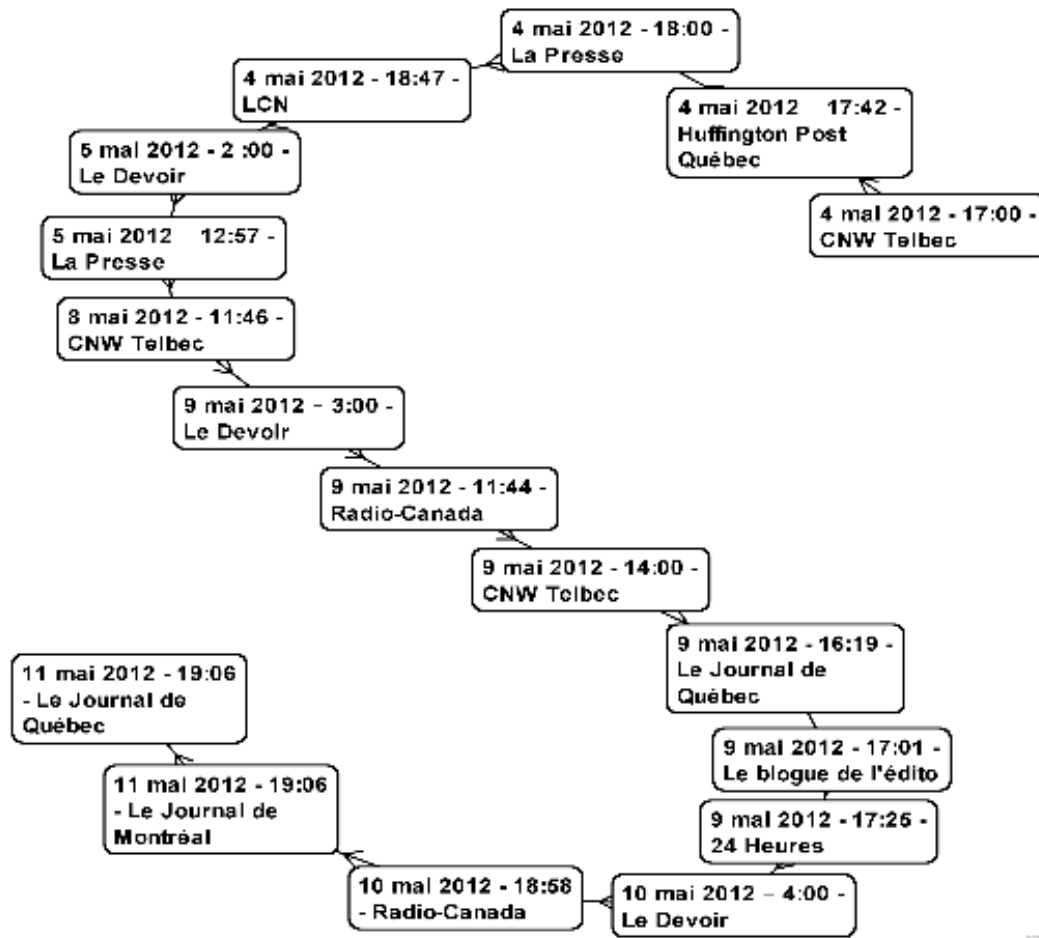 4 mai 2012 - 18:00 -
La Presse
4 mai 2012 - 18:47 -
LCN
4 mai 2012 17:42 -
Huffington Post
Québec
5 mai 2012 - 2 :00 -
Le Devoir
4 mai 2012 - 17:00 -
CNW Telbec
5 mai 2012 12:57 -
La Presse
8 mai 2012 - 11:46 -
CNW Telbec
9 mai 2012 – 3:00 -
Le Devoir
9 mai 2012 - 11:44 -
Radio-Canada
9 mai 2012 - 14:00 -
CNW Telbec
9 mai 2012 - 16:19 -
Le Journal de
Québec
11 mai 2012 - 19:06
- Le Journal de
Québec
9 mai 2012 - 17:01 -
Le blogue de l'édito
11 mai 2012 - 19:06
- Le Journal de
Montréal
9 mai 2012 - 17:25 -
24 Heures
10 mai 2012 - 18:58
- Radio-Canada
10 mai 2012 – 4:00 -
Le Devoir